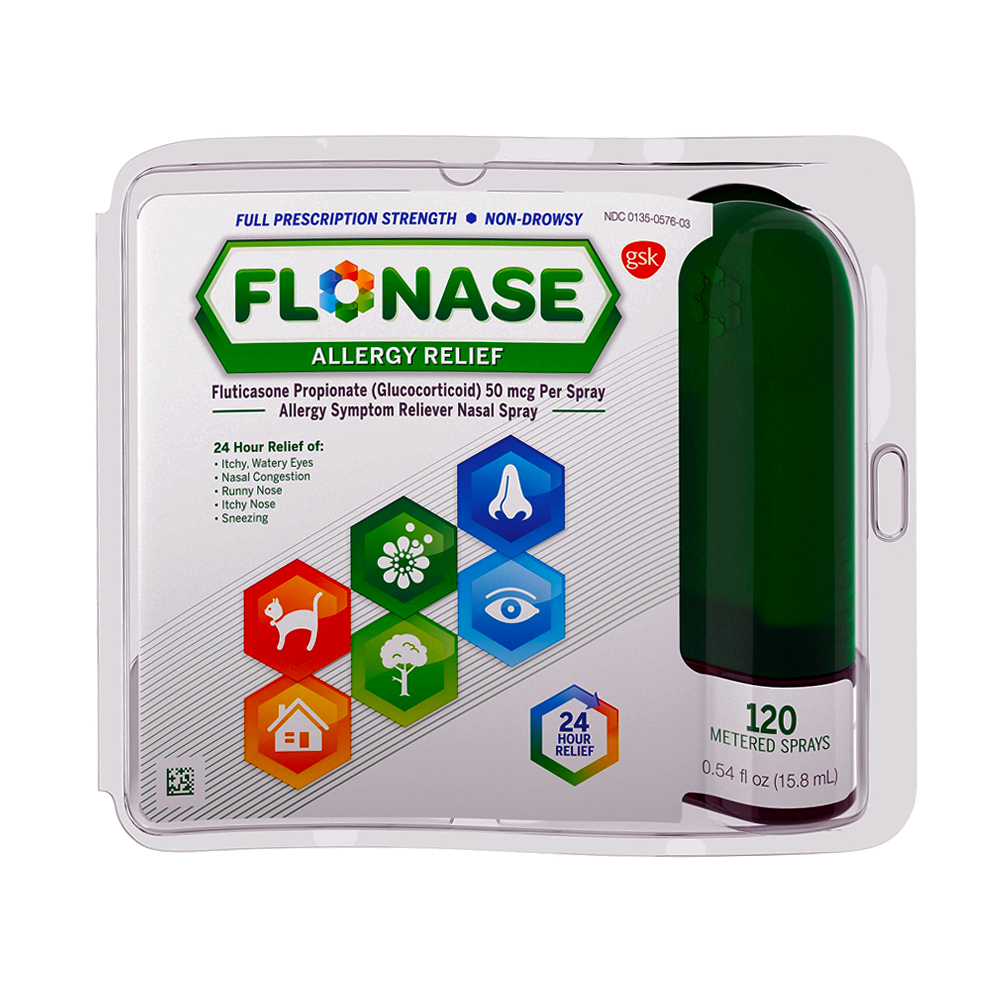 FULL PRESCRIPTION STRENGTH • NON-DROWSY
NDC 0135-0576-03
gsk
FLONASE
ALLERGY RELIEF
Fluticasone Propionate (Glucocorticoid) 50 mcg Per Spray
Allergy Symptom Reliever Nasal Spray
24 Hour Relief of:
• Itchy, Watery Eyes
• Nasal Congestion
• Runny Nose
• Itchy Nose
• Sneezing
24
HOUR
RELIEF
120
METERED SPRAYS
0.54 fl oz (15.8 mL)